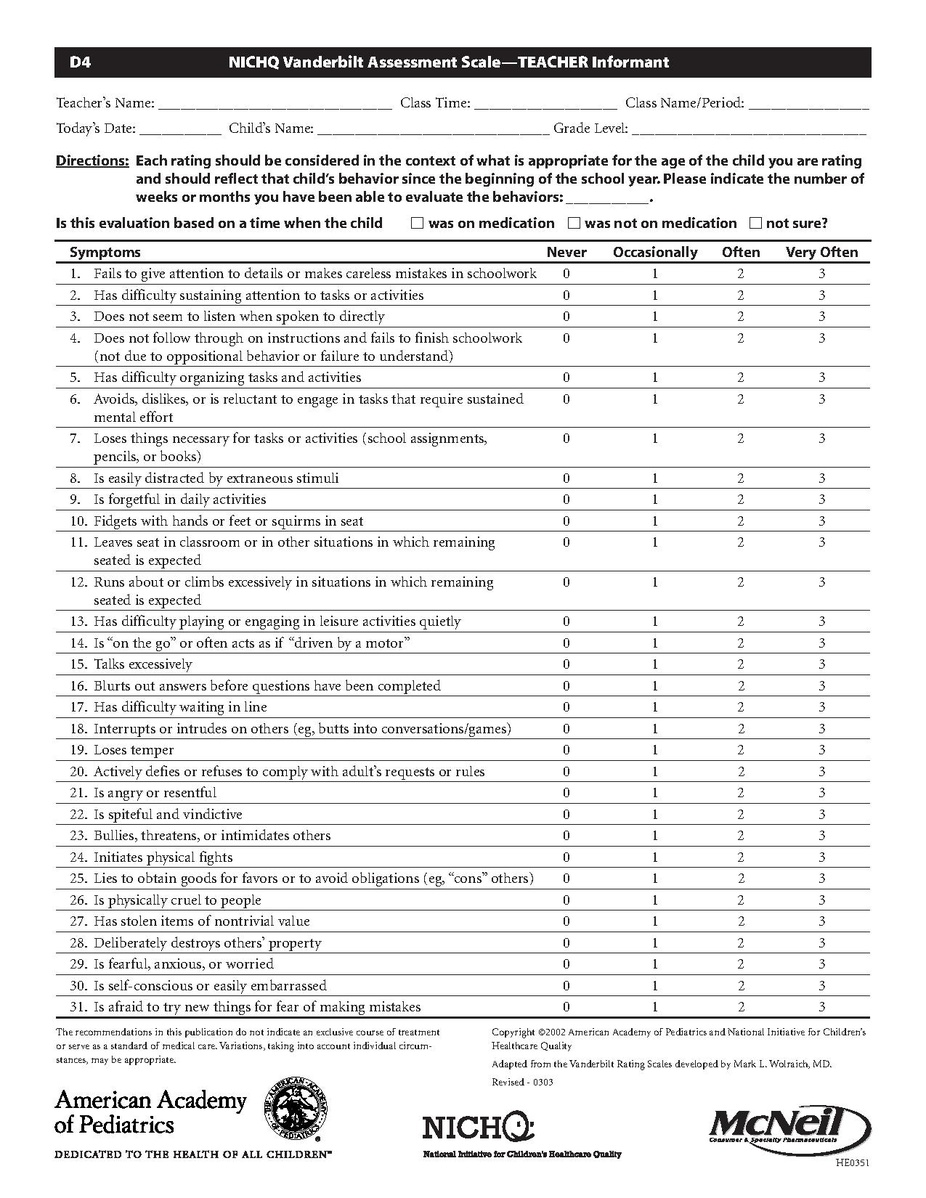 D4 NICHQ Vanderbilt Assessment Scale—TEACHER Informant
Teacher’s Name: _______________________________ Class Time: ___________________ Class Name/Period: ________________
Today’s Date: ___________ Child’s Name: _______________________________ Grade Level: _______________________________
Directions: Each rating should be considered in the context of what is appropriate for the age of the child you are rating
and should reflect that child’s behavior since the beginning of the school year. Please indicate the number of
weeks or months you have been able to evaluate the behaviors: ___________.
Is this evaluation based on a time when the child ☐ was on medication ☐ was not on medication ☐ not sure?
Symptoms Never Occasionally Often Very Often
1. Fails to give attention to details or makes careless mistakes in schoolwork 0 1 2 3
2. Has difficulty sustaining attention to tasks or activities 0 1 2 3
3. Does not seem to listen when spoken to directly 0 1 2 3
4. Does not follow through on instructions and fails to finish schoolwork 0 1 2 3
(not due to oppositional behavior or failure to understand)
5. Has difficulty organizing tasks and activities 0 1 2 3
6. Avoids, dislikes, or is reluctant to engage in tasks that require sustained 0 1 2 3
mental effort
7. Loses things necessary for tasks or activities (school assignments, 0 1 2 3
pencils, or books)
8. Is easily distracted by extraneous stimuli 0 1 2 3
9. Is forgetful in daily activities 0 1 2 3
10. Fidgets with hands or feet or squirms in seat 0 1 2 3
11. Leaves seat in classroom or in other situations in which remaining 0 1 2 3
seated is expected
12. Runs about or climbs excessively in situations in which remaining 0 1 2 3
seated is expected
13. Has difficulty playing or engaging in leisure activities quietly 0 1 2 3
14. Is “on the go” or often acts as if “driven by a motor” 0 1 2 3
15. Talks excessively 0 1 2 3
16. Blurts out answers before questions have been completed 0 1 2 3
17. Has difficulty waiting in line 0 1 2 3
18. Interrupts or intrudes on others (eg, butts into conversations/games) 0 1 2 3
19. Loses temper 0 1 2 3
20. Actively defies or refuses to comply with adult’s requests or rules 0 1 2 3
21. Is angry or resentful 0 1 2 3
22. Is spiteful and vindictive 0 1 2 3
23. Bullies, threatens, or intimidates others 0 1 2 3
24. Initiates physical fights 0 1 2 3
25. Lies to obtain goods for favors or to avoid obligations (eg, “cons” others) 0 1 2 3
26. Is physically cruel to people 0 1 2 3
27. Has stolen items of nontrivial value 0 1 2 3
28. Deliberately destroys others’ property 0 1 2 3
29. Is fearful, anxious, or worried 0 1 2 3
30. Is self-conscious or easily embarrassed 0 1 2 3
31. Is afraid to try new things for fear of making mistakes 0 1 2 3
The recommendations in this publication do not indicate an exclusive course of treatment
or serve as a standard of medical care. Variations, taking into account individual circum-
stances, may be appropriate.
Copyright ©2002 American Academy of Pediatrics and National Initiative for Children’s
Healthcare Quality
Adapted from the Vanderbilt Rating Scales developed by Mark L. Wolraich, MD.
Revised - 0303
American Academy
of Pediatrics
DEDICATED TO THE HEALTH OF ALL CHILDREN™
THE AMERICAN ACADEMY OF PEDIATRICS
NICHQ
National Initiative for Children’s Healthcare Quality
McNeil
Consumer & Specialty Pharmaceuticals
HE0351